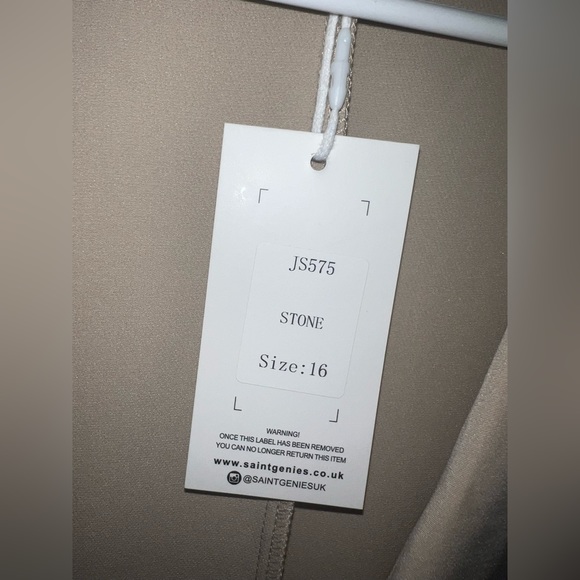 JS575
STONE
Size:16
WARNING!
ONCE THIS LABEL HAS BEEN REMOVED
YOU CAN NO LONGER RETURN THIS ITEM
www.saintgenies.co.uk
@SAINTGENIESUK